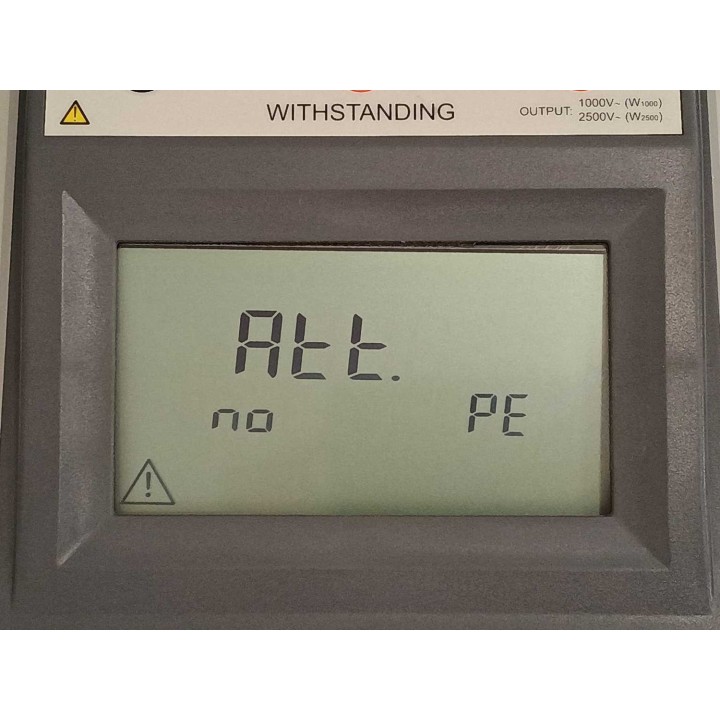 WITHSTANDING
OUTPUT: 1000V~ (W1000)
2500V~ (W2500)
Att.
no PE